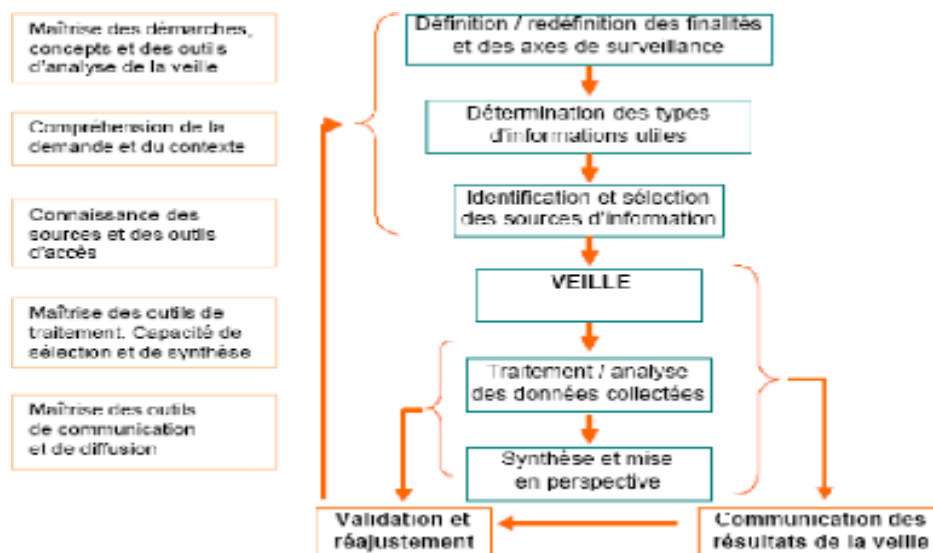 Maîtrise des démarches,
concepts et des outils
d'analyse de la veille
Compréhension de la
demande et du contexte
Connaissance des
sources et des outils
d'accès
Maîtrise des outils de
traitement. Capacité de
sélection et de synthèse
Maîtrise des outils
de communication
et de diffusion
Définition / redéfinition des finalités
et des axes de surveillance
Détermination des types
d'informations utiles
Identification et sélection
des sources d'information
VEILLE
Traitement / analyse
des données collectées
Synthèse et mise
en perspective
Validation et
réajustement
Communication des
résultats de la veille